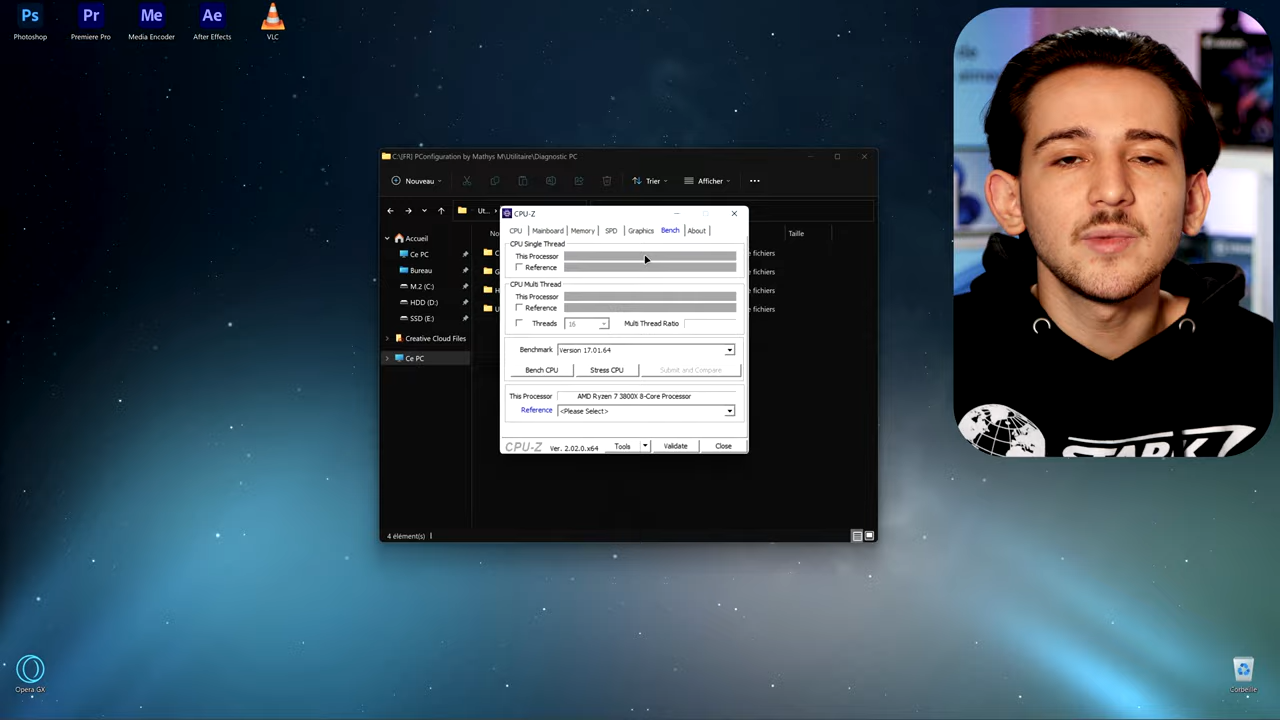 Ps
Pr
Me
Ae
Photoshop
Premiere Pro
Media Encoder
After Effects
VLC
C:\[FR] PConfiguration by Mathys M\Utilitaire\Diagnostic PC
Nouveau
Trier
Afficher
Ut...
Accueil
Ce PC
Bureau
M.2 (C:)
HDD (D:)
SSD (E:)
Creative Cloud Files
Ce PC
No
Taille
C
e fichiers
G
e fichiers
H
e fichiers
U
e fichiers
4 élément(s)
CPU-Z
CPU
Mainboard
Memory
SPD
Graphics
Bench
About
CPU Single Thread
This Processor
Reference
CPU Multi Thread
This Processor
Reference
Threads
16
Multi Thread Ratio
Benchmark
Version 17.01.64
Bench CPU
Stress CPU
Submit and Compare
This Processor
AMD Ryzen 7 3800X 8-Core Processor
Reference
<Please Select>
CPU-Z
Ver. 2.02.0.x64
Tools
Validate
Close
Opera GX
Corbeille